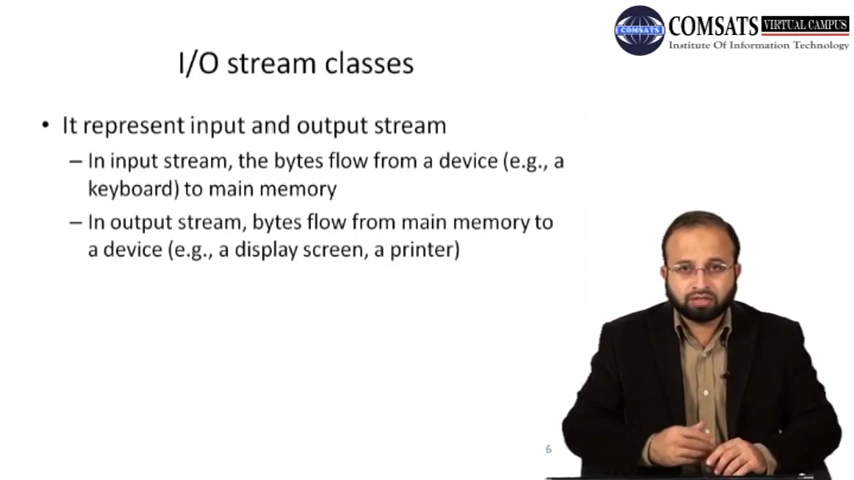 COMSATS VIRTUAL CAMPUS
COMSATS
Institute Of Information Technology
I/O stream classes
• It represent input and output stream
– In input stream, the bytes flow from a device (e.g., a
keyboard) to main memory
– In output stream, bytes flow from main memory to
a device (e.g., a display screen, a printer)
6